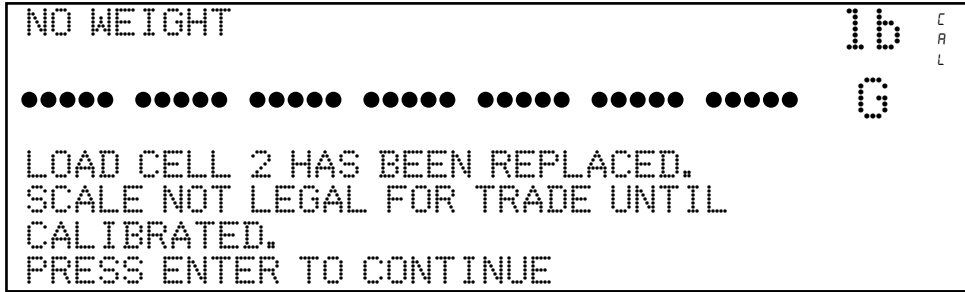 NO WEIGHT
lb
CAL
G
LOAD CELL 2 HAS BEEN REPLACED.
SCALE NOT LEGAL FOR TRADE UNTIL
CALIBRATED.
PRESS ENTER TO CONTINUE